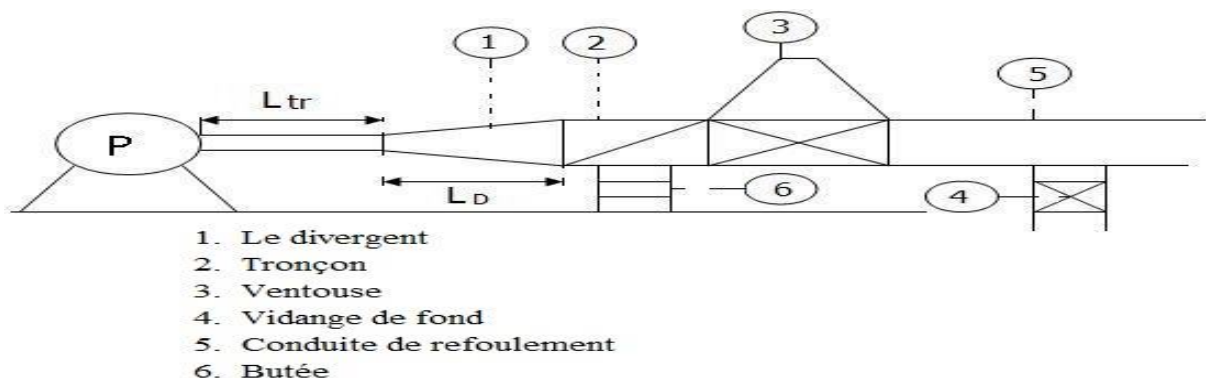 1 2 3 5
L tr
P
L D
6
4
1. Le divergent
2. Tronçon
3. Ventouse
4. Vidange de fond
5. Conduite de refoulement
6. Butée